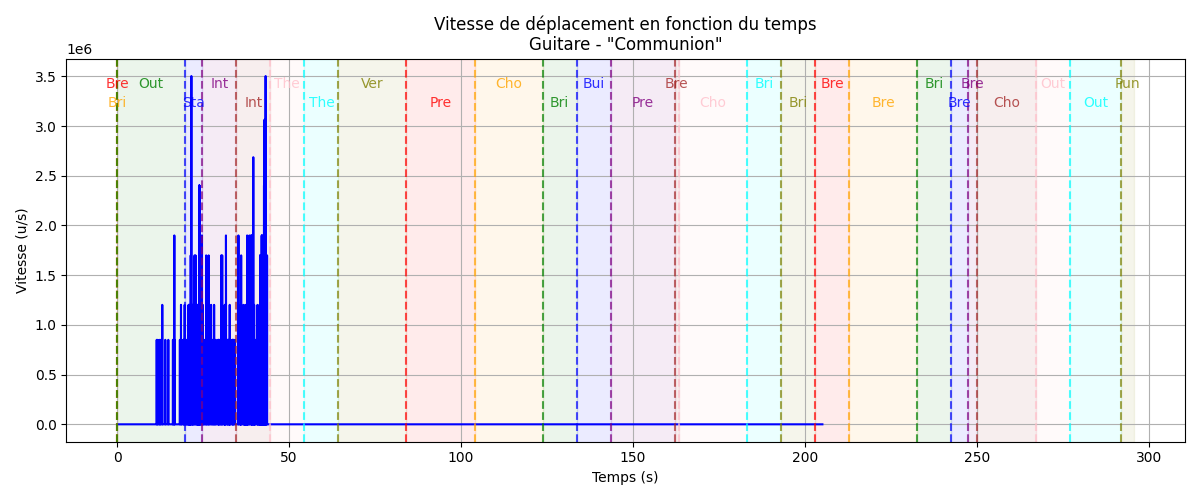 Vitesse de déplacement en fonction du temps
Guitare - "Communion"
1e6
Bre Out Int The Ver Cho Bui Bre Bri Bre Bri Bre Out Run
Bri Sta Int The Pre Bri Pre Cho Bri Bre Bre Cho Out
3.5
3.0
2.5
2.0
1.5
1.0
0.5
0.0
Vitesse (u/s)
0 50 100 150 200 250 300
Temps (s)